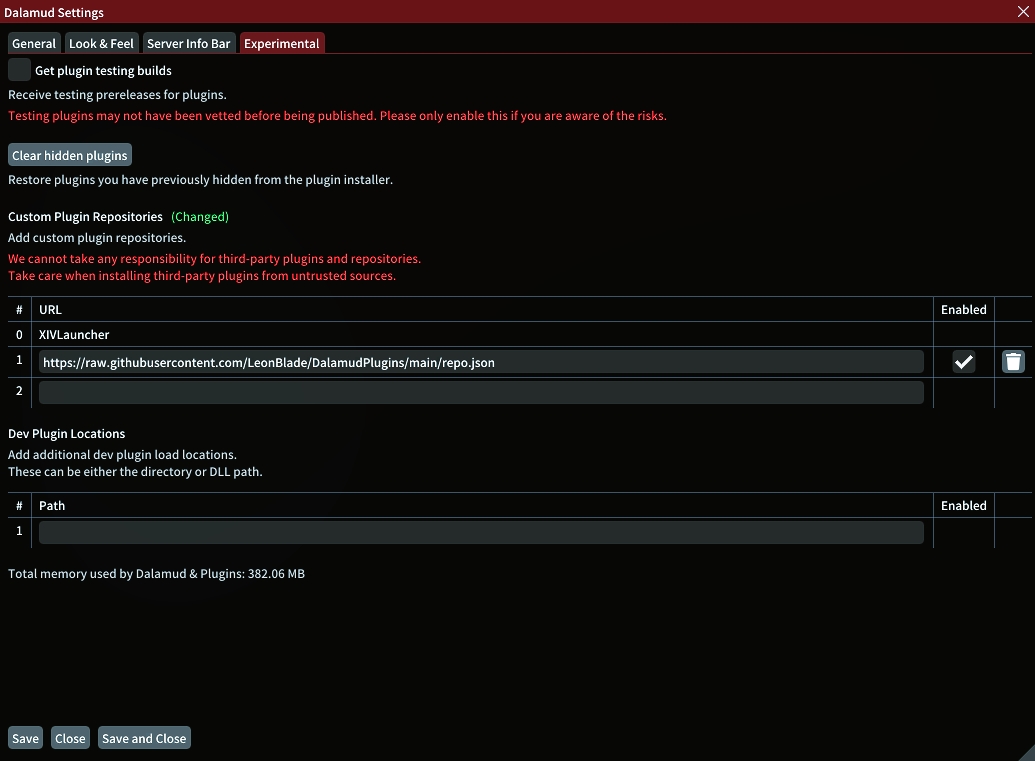 Dalamud Settings
General Look & Feel Server Info Bar Experimental
Get plugin testing builds
Receive testing prereleases for plugins.
Testing plugins may not have been vetted before being published. Please only enable this if you are aware of the risks.
Clear hidden plugins
Restore plugins you have previously hidden from the plugin installer.
Custom Plugin Repositories (Changed)
Add custom plugin repositories.
We cannot take any responsibility for third-party plugins and repositories.
Take care when installing third-party plugins from untrusted sources.
# URL Enabled
0 XIVLauncher
1 https://raw.githubusercontent.com/LeonBlade/DalamudPlugins/main/repo.json
2
Dev Plugin Locations
Add additional dev plugin load locations.
These can be either the directory or DLL path.
# Path Enabled
1
Total memory used by Dalamud & Plugins: 382.06 MB
Save Close Save and Close